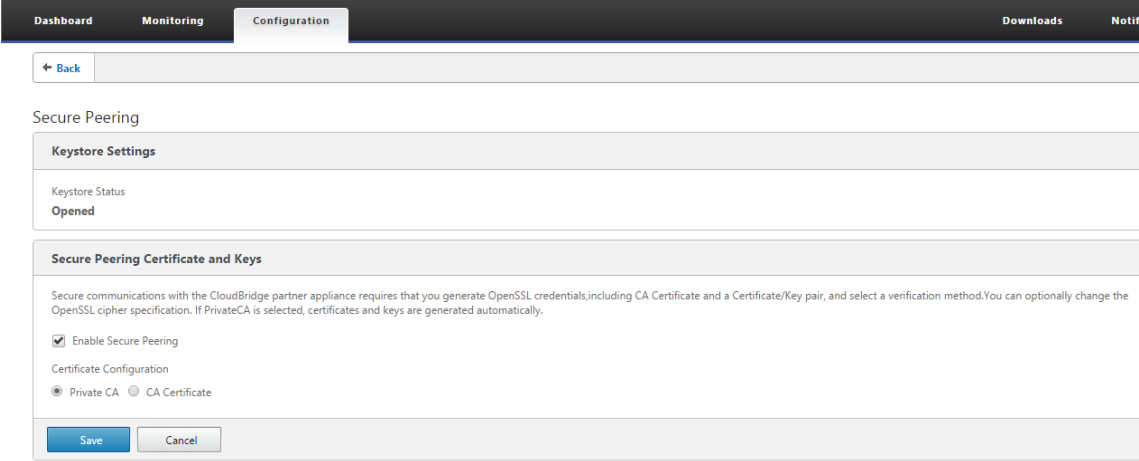 Dashboard Monitoring Configuration Downloads
Back
Secure Peering
Keystore Settings
Keystore Status
Opened
Secure Peering Certificate and Keys
Secure communications with the CloudBridge partner appliance requires that you generate OpenSSL credentials,including CA Certificate and a Certificate/Key pair, and select a verification method.You can optionally change the
OpenSSL cipher specification. If PrivateCA is selected, certificates and keys are generated automatically.
Enable Secure Peering
Certificate Configuration
Private CA CA Certificate
Save Cancel